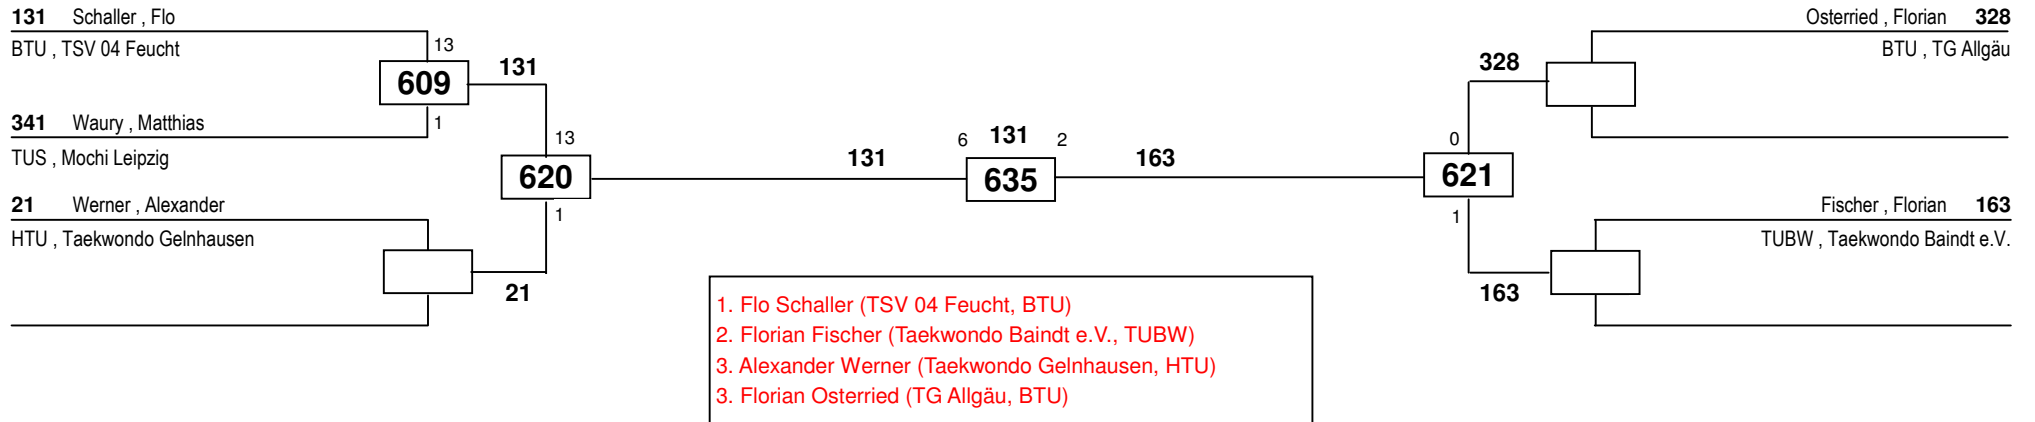 131 Schaller , Flo
BTU , TSV 04 Feucht
13
609
131
1
341 Waury , Matthias
TUS , Mochi Leipzig
13
620
1
21 Werner , Alexander
HTU , Taekwondo Gelnhausen
21
131
6 131 2
635
163
Osterried , Florian 328
BTU , TG Allgäu
328
0
621
1
Fischer , Florian 163
TUBW , Taekwondo Baindt e.V.
163
1. Flo Schaller (TSV 04 Feucht, BTU)
2. Florian Fischer (Taekwondo Baindt e.V., TUBW)
3. Alexander Werner (Taekwondo Gelnhausen, HTU)
3. Florian Osterried (TG Allgäu, BTU)